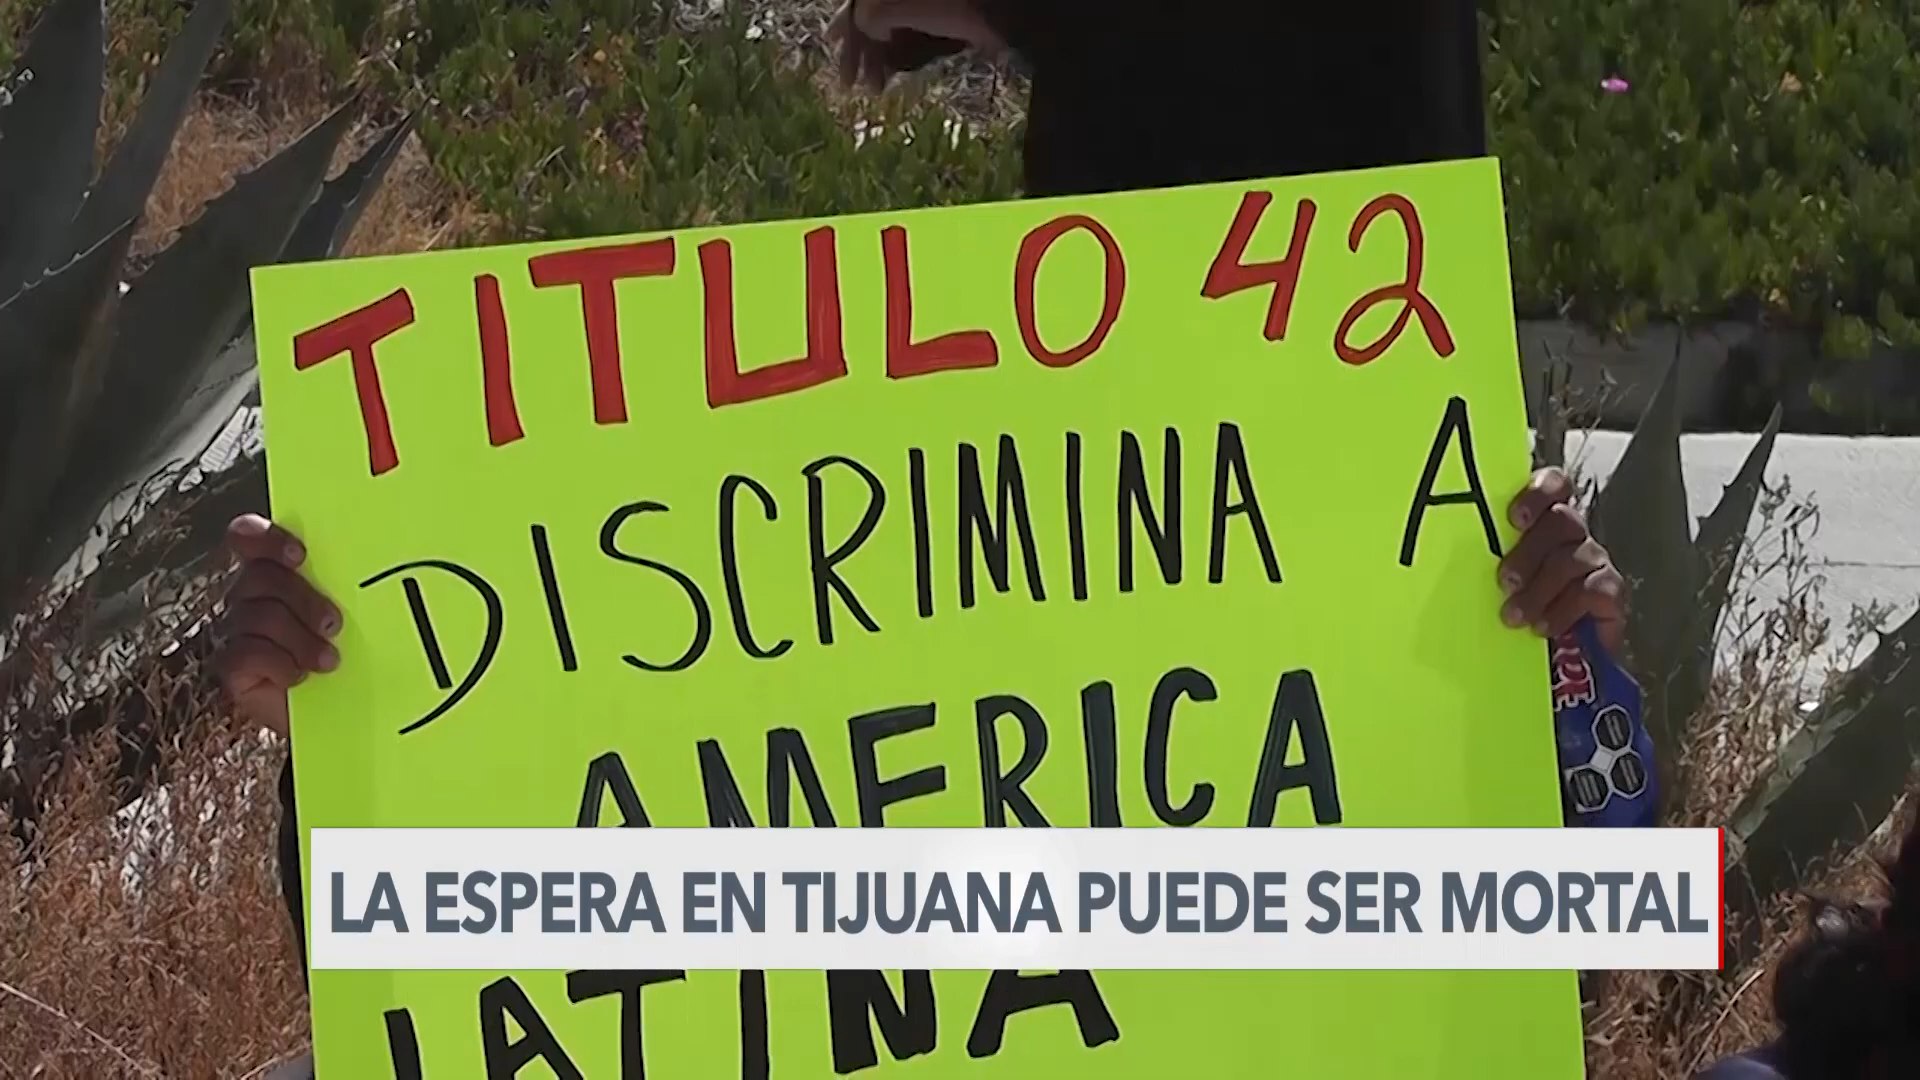 TITULO 42
DISCRIMINA A
AMERICA
LA ESPERA EN TIJUANA PUEDE SER MORTAL
LATINA